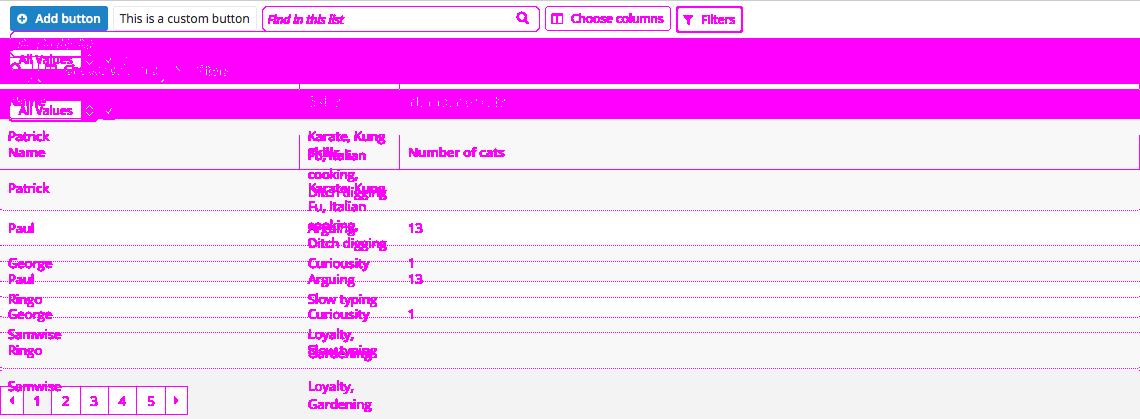 Add button This is a custom button Find in this list Choose columns Filters
All Values
Name
All Values
Patrick Karate, Kung
Name Skills Number of cats
Fu, Italian
cooking,
Ditch digging
Patrick Karate, Kung
Fu, Italian
cooking,
Paul Arguing 13
Ditch digging
George Curiousity 1
Paul Arguing 13
Ringo Slow typing
George Curiousity 1
Samwise Loyalty,
Ringo Slow typing
Gardening
Samwise Loyalty,
1 2 3 4 5
Gardening